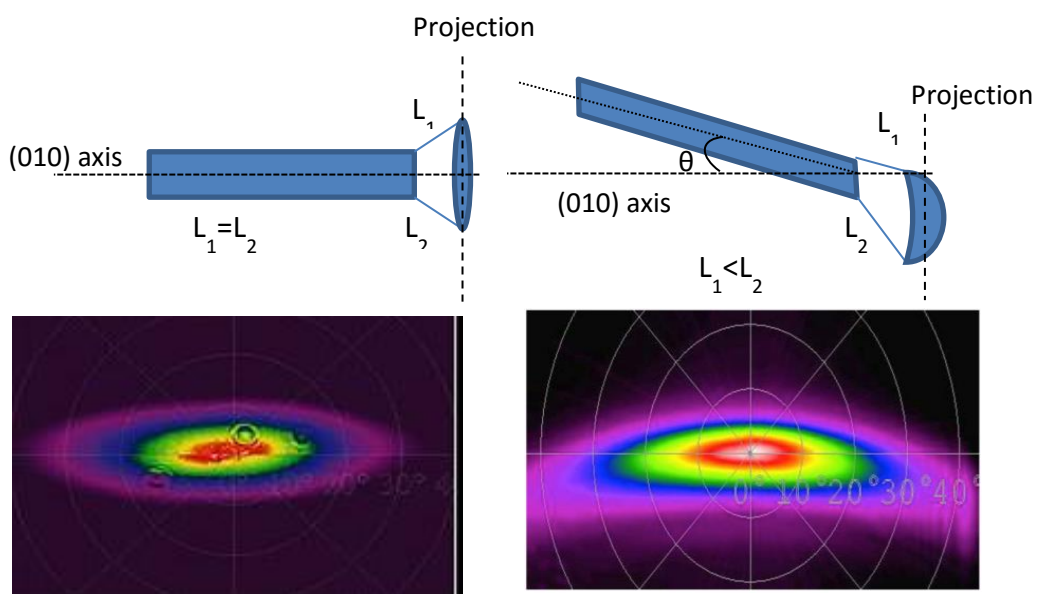 Projection
L₁
(010) axis
L₁=L₂
L₂
Projection
L₁
θ
(010) axis
L₂
L₁<L₂
0° 10° 20° 30° 40°